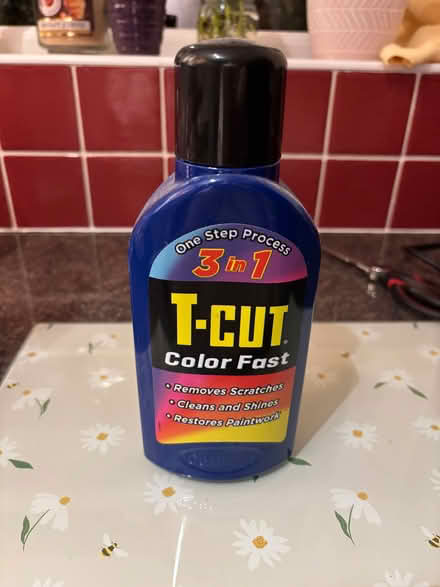 One Step Process
3 in 1
T-CUT®
Color Fast
• Removes Scratches
• Cleans and Shines
• Restores Paintwork